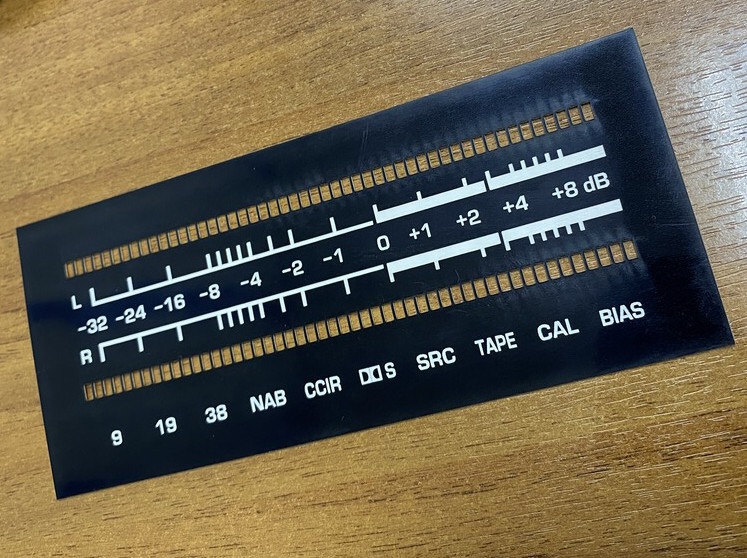 L
-32 -24 -16 -8 -4 -2 -1 0 +1 +2 +4 +8 dB
R
9 19 38 NAB CCIR S SRC TAPE CAL BIAS